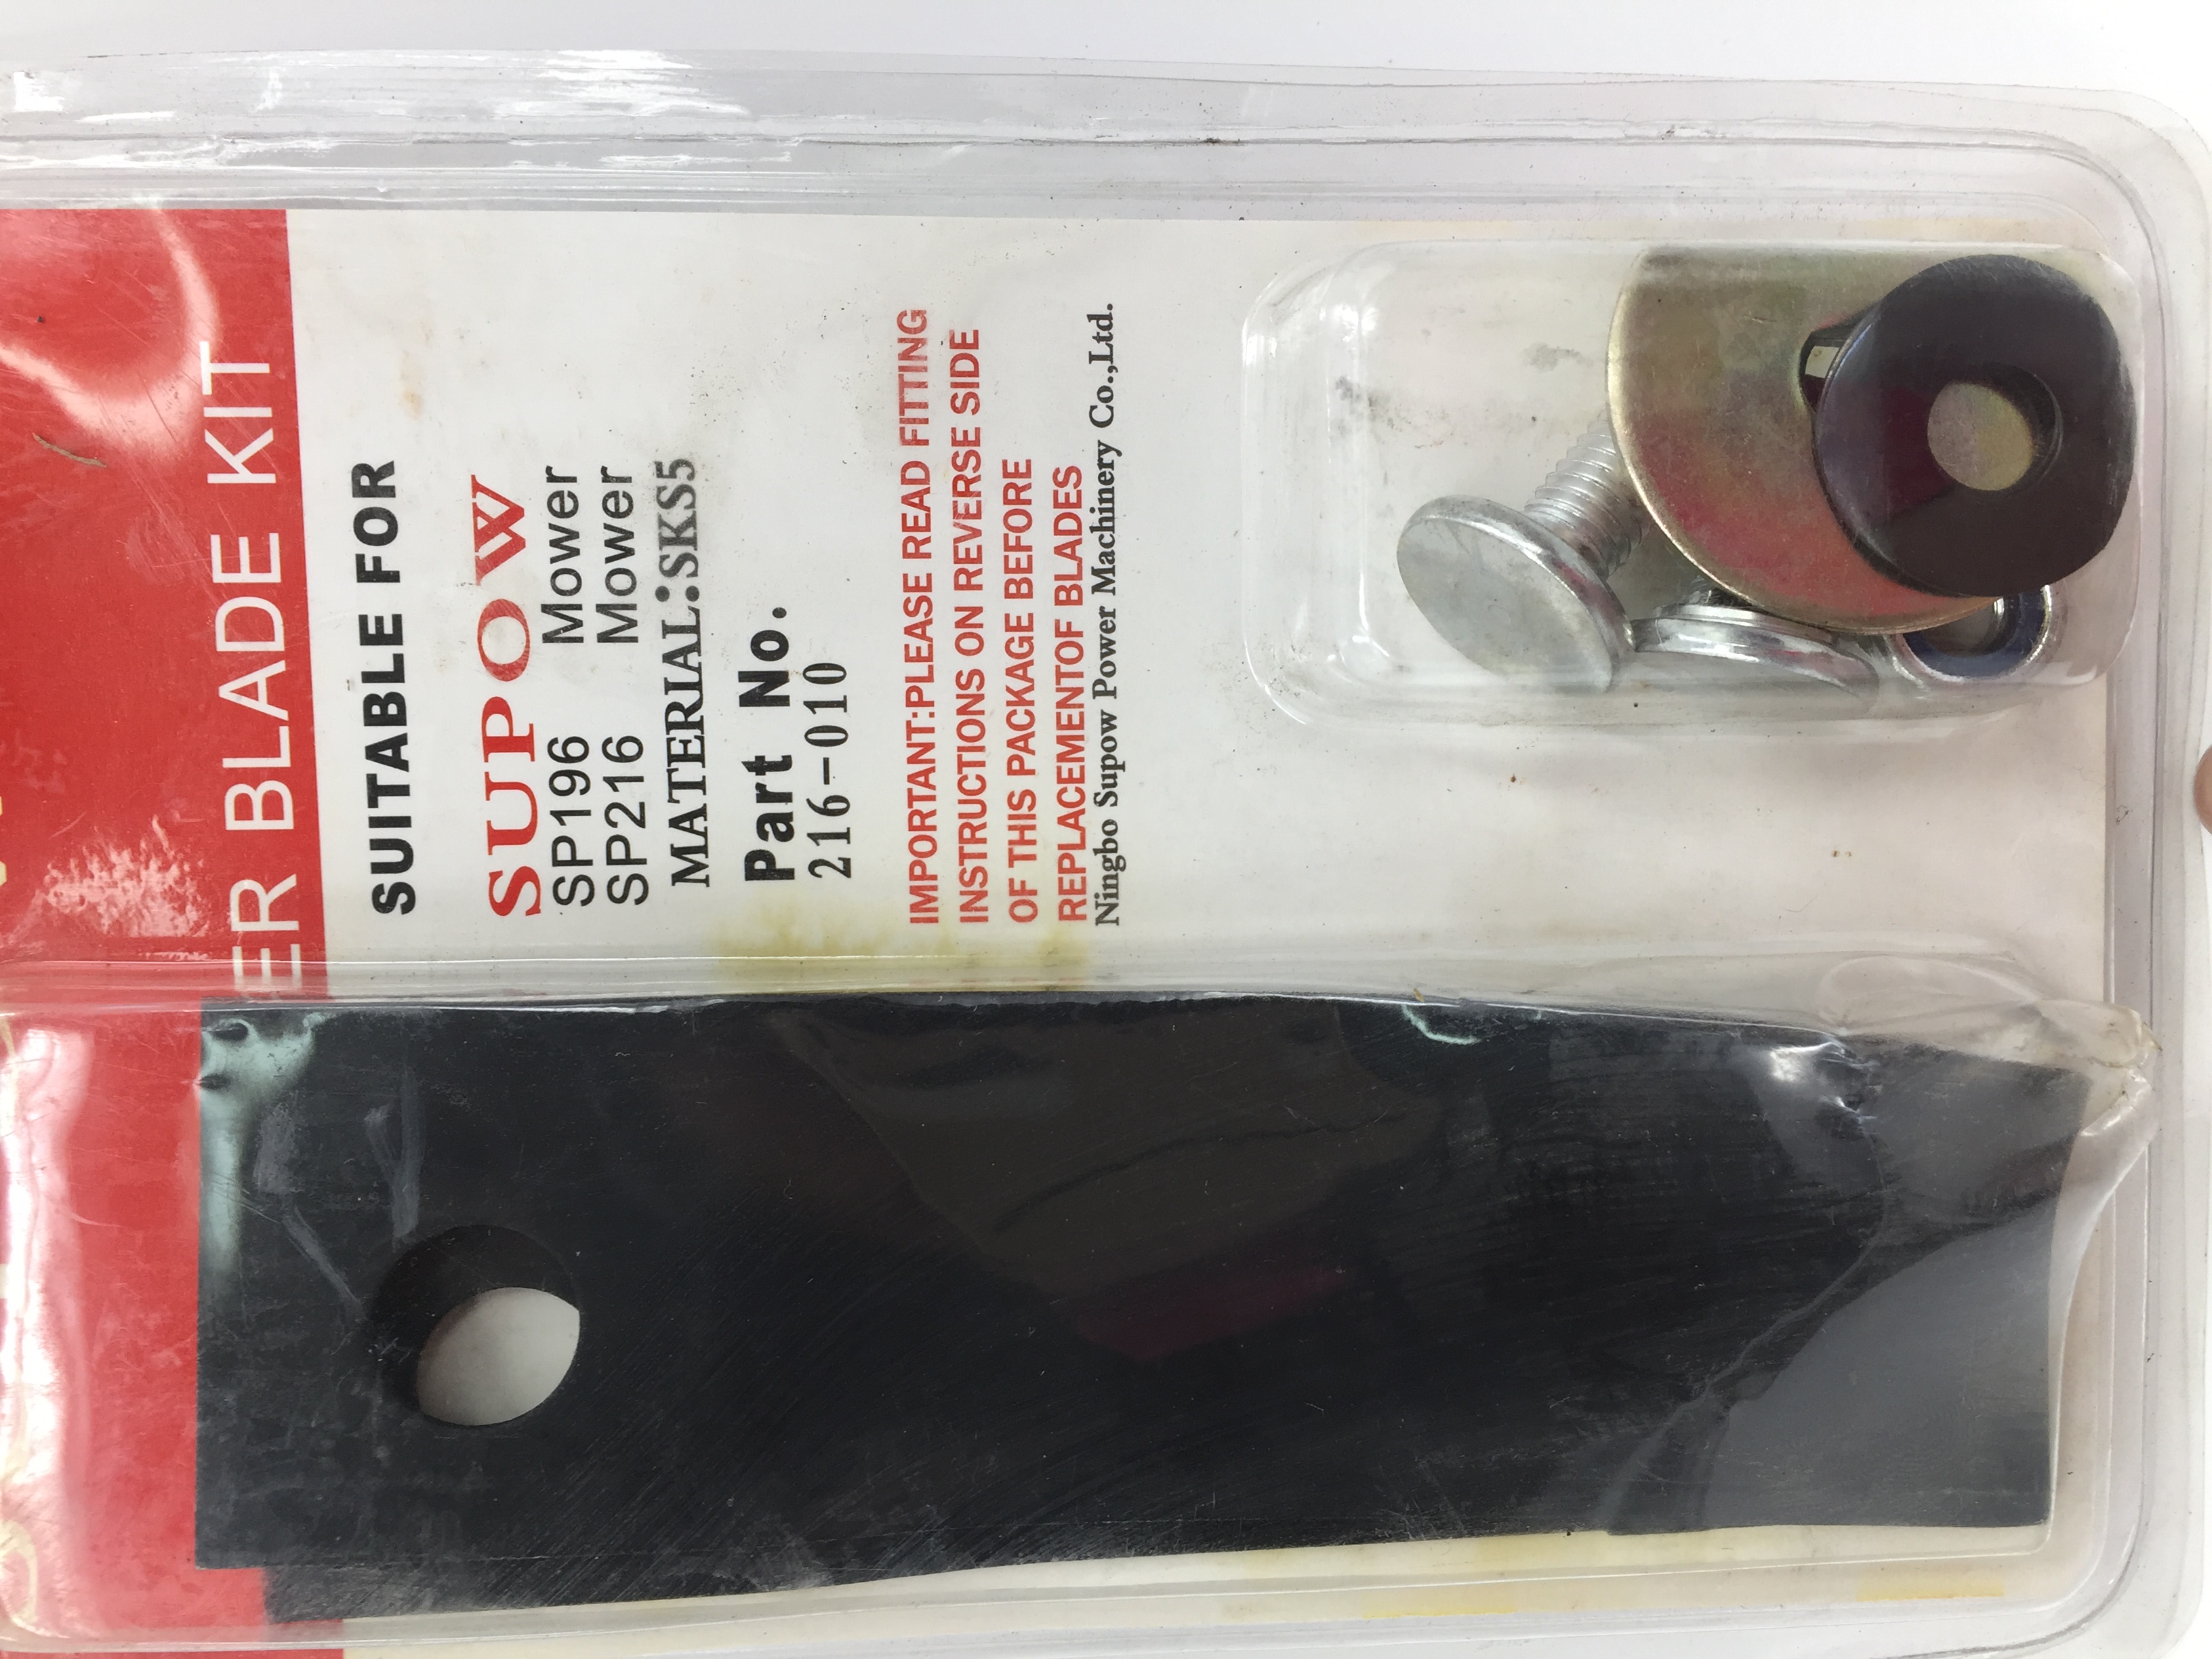 ER BLADE KIT
SUITABLE FOR
SUPOW
SP196 Mower
SP216 Mower
MATERIAL:SKS5
Part No.
216-010
IMPORTANT:PLEASE READ FITTING
INSTRUCTIONS ON REVERSE SIDE
OF THIS PACKAGE BEFORE
REPLACEMENTOF BLADES
Ningbo Supow Power Machinery Co.,Ltd.